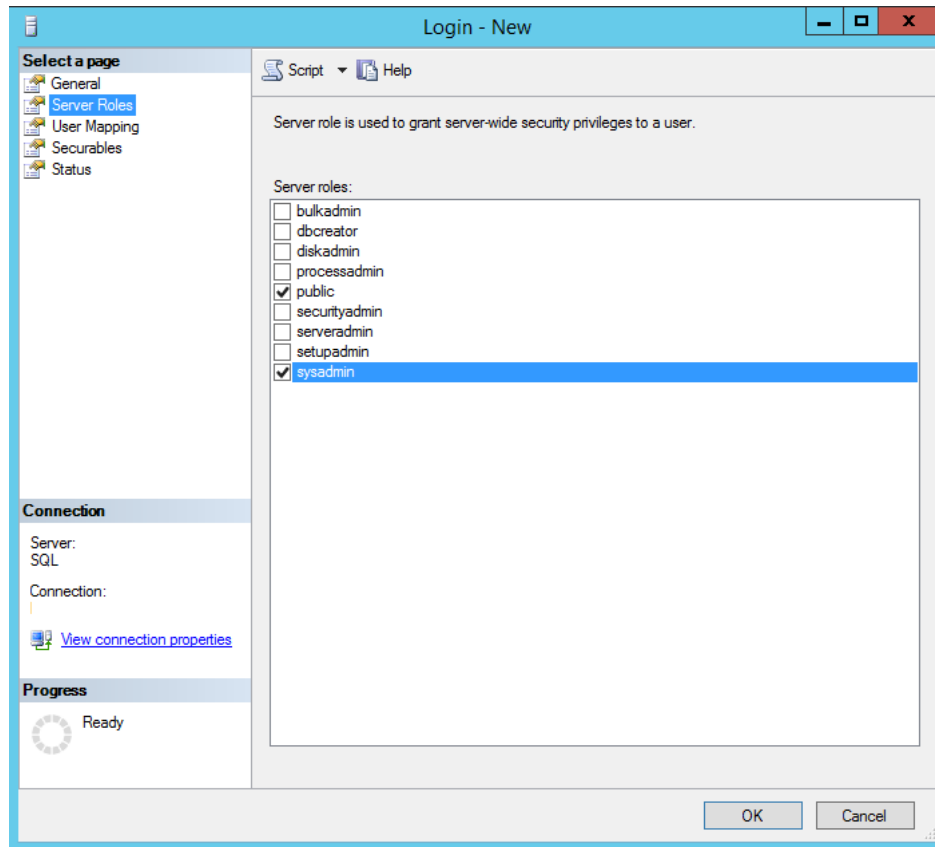 Login - New
Select a page
General
Server Roles
User Mapping
Securables
Status
Script
Help
Server role is used to grant server-wide security privileges to a user.
Server roles:
bulkadmin
dbcreator
diskadmin
processadmin
public
securityadmin
serveradmin
setupadmin
sysadmin
Connection
Server:
SQL
Connection:
View connection properties
Progress
Ready
OK
Cancel